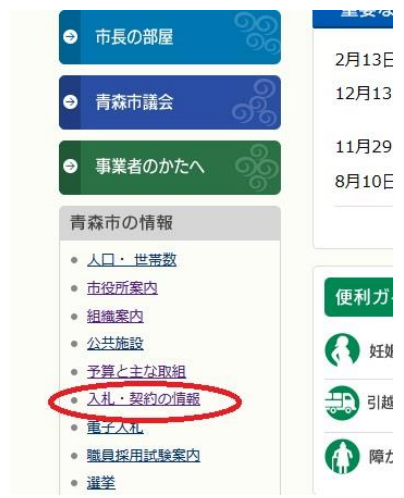 市長の部屋
青森市議会
事業者のかたへ
青森市の情報
人口・ 世帯数
市役所案内
組織案内
公共施設
予算と主な取組
入札・契約の情報
電子入札
職員採用試験案内
選挙
重要な
2月13日
12月13
11月29
8月10日
便利ガ
妊娠
引越
障が